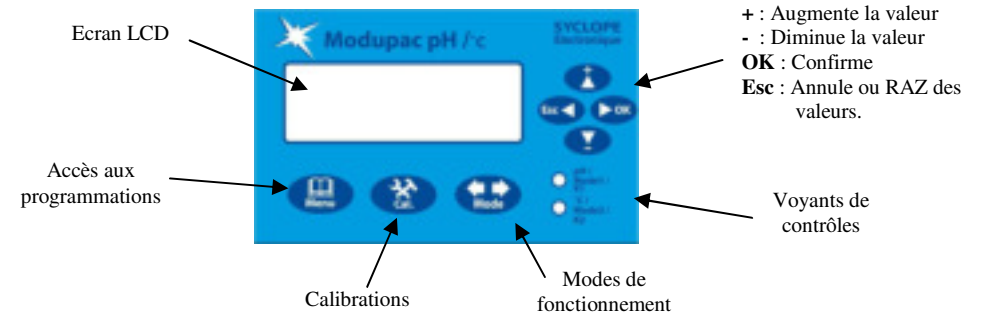 + : Augmente la valeur
- : Diminue la valeur
OK : Confirme
Esc : Annule ou RAZ des
valeurs.
Ecran LCD
Modupac pH /°c
SYCLOPE
Electronique
+
Esc
OK
-
Accès aux
programmations
Menu
Cal.
Mode
pH /
Voyants de
contrôles
Calibrations
Modes de
fonctionnement